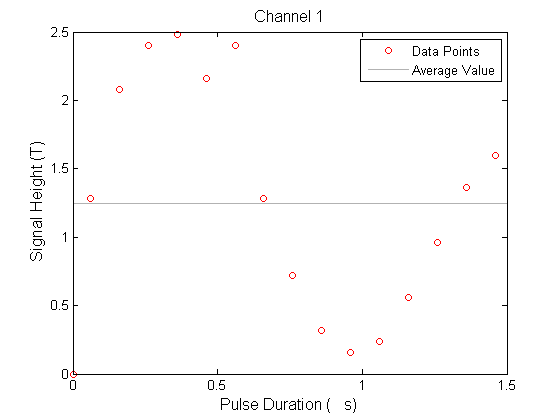 Channel 1
2.5
2
1.5
1
0.5
0
Signal Height (T)
Data Points
Average Value
0
0.5
1
1.5
Pulse Duration ( s)